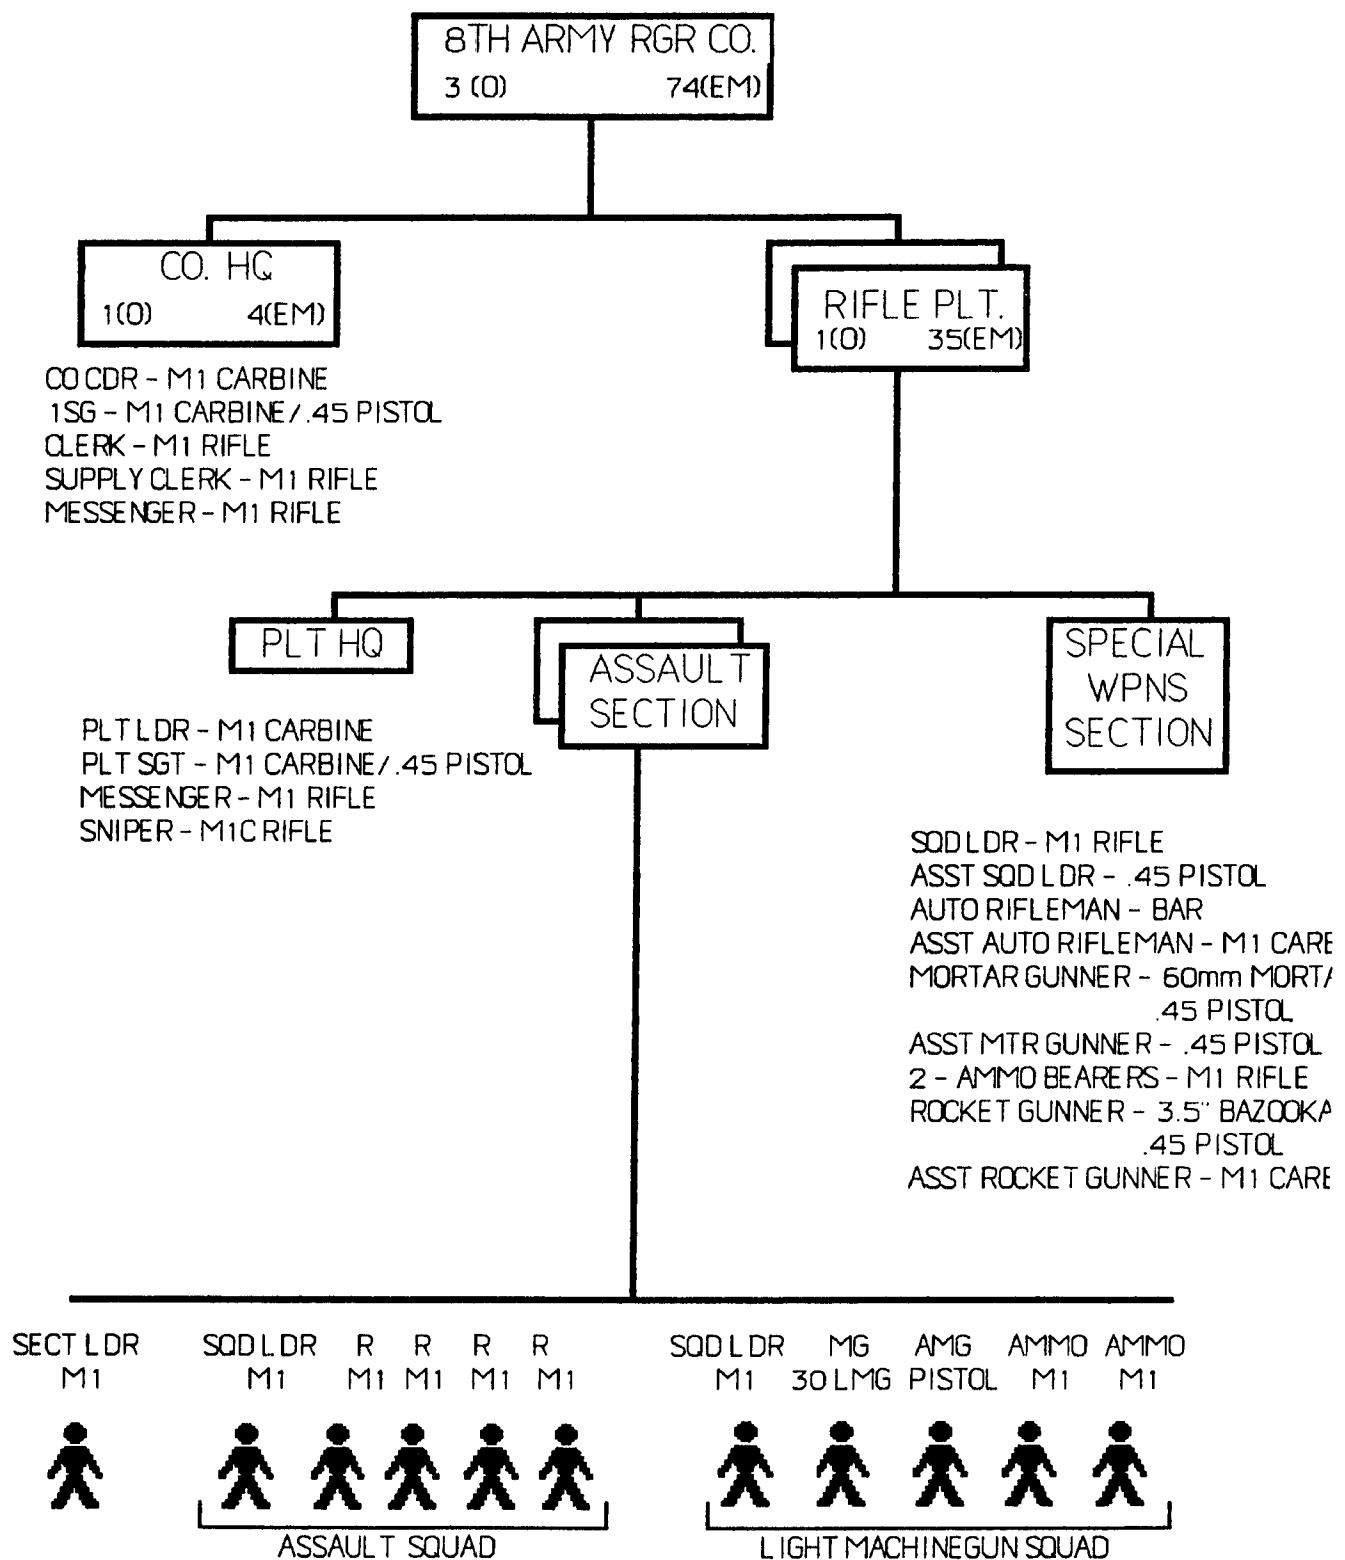 8TH ARMY RGR CO.
3 (O) 74(EM)
CO. HQ
1(O) 4(EM)
RIFLE PLT.
1(O) 35(EM)
CO CDR - M1 CARBINE
1SG - M1 CARBINE/.45 PISTOL
CLERK - M1 RIFLE
SUPPLY CLERK - M1 RIFLE
MESSENGER - M1 RIFLE
PLT HQ
ASSAULT
SECTION
SPECIAL
WPNS
SECTION
PLT LDR - M1 CARBINE
PLT SGT - M1 CARBINE/.45 PISTOL
MESSENGER - M1 RIFLE
SNIPER - M1C RIFLE
SQD LDR - M1 RIFLE
ASST SQD LDR - .45 PISTOL
AUTO RIFLEMAN - BAR
ASST AUTO RIFLEMAN - M1
MORTAR GUNNER - 60mm
.45 PISTOL
ASST MTR GUNNER - .45 PISTOL
2 - AMMO BEARERS - M1 RIFLE
ROCKET GUNNER - 3.5" BAZOOKA
.45 PISTOL
ASST ROCKET GUNNER - M1
SECT LDR SQD LDR R R R R SQD LDR MG AMG AMMO AMMO
M1 M1 M1 M1 M1 M1 M1 30 LMG PISTOL M1 M1
ASSAULT SQUAD LIGHT MACHINEGUN SQUAD